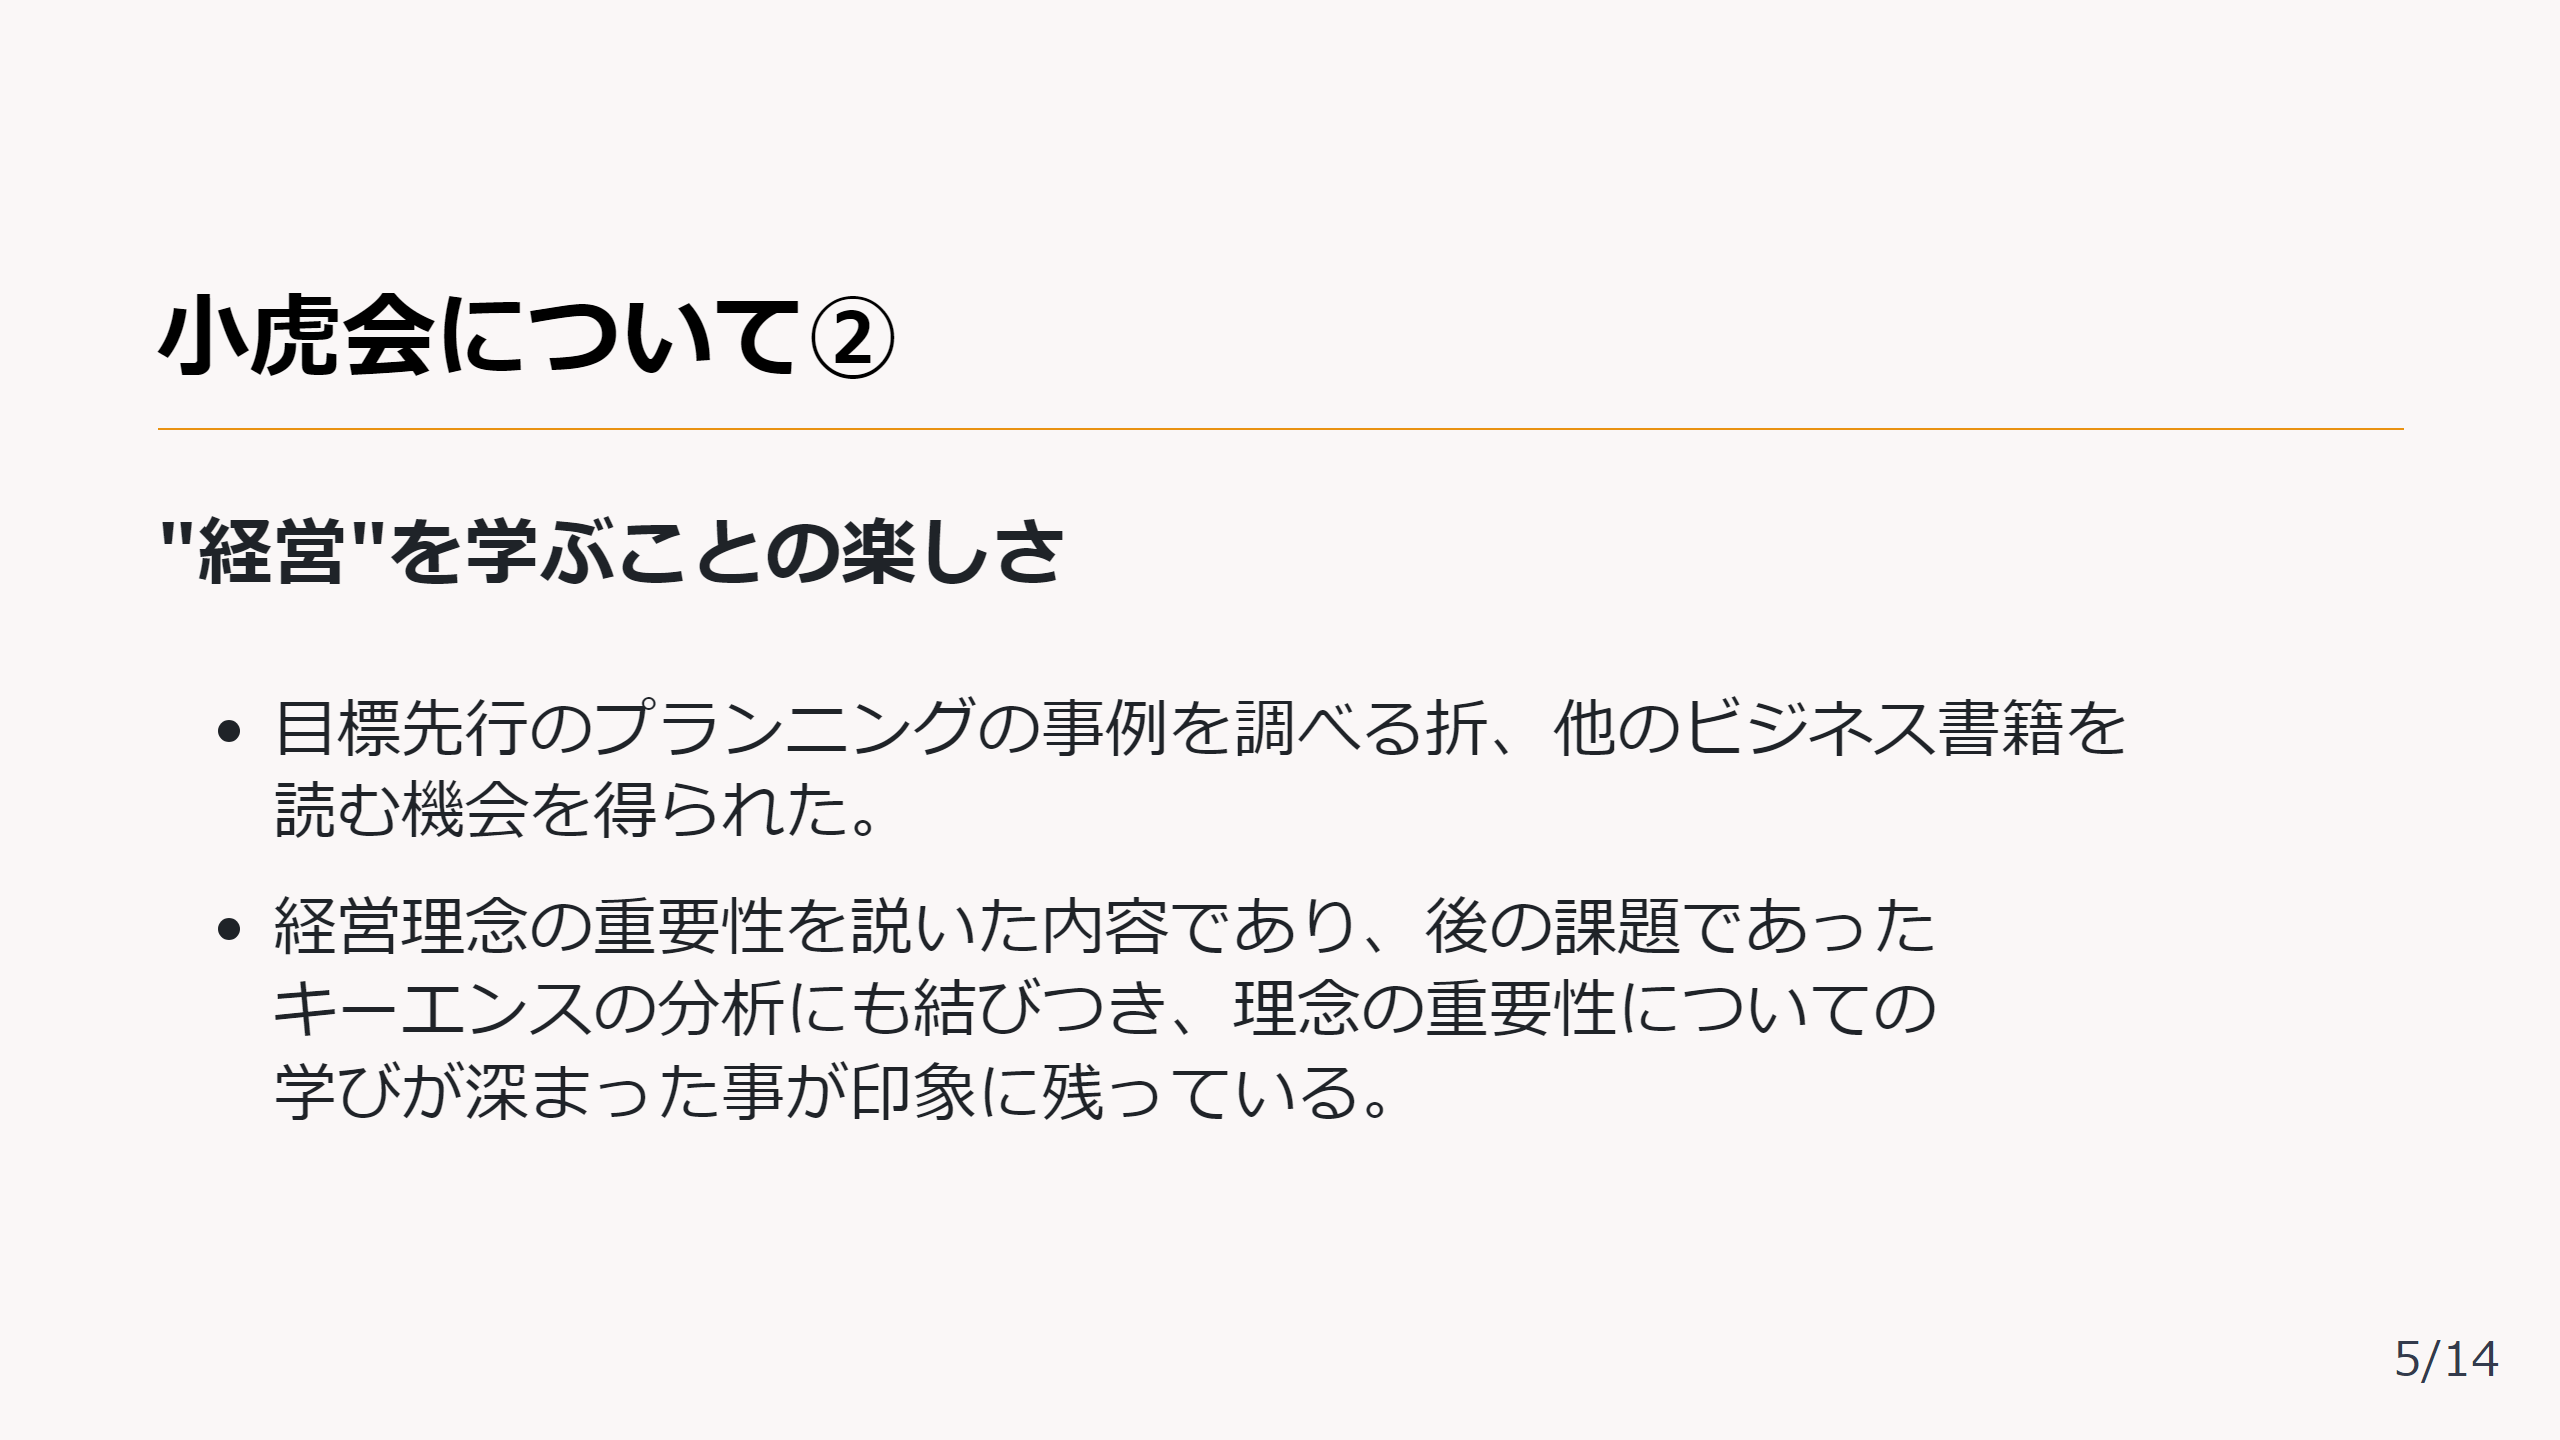 小虎会について②
"経営"を学ぶことの楽しさ
• 目標先行のプランニングの事例を調べる折、他のビジネス書籍を
読む機会を得られた。
• 経営理念の重要性を説いた内容であり、後の課題であった
キーエンスの分析にも結びつき、理念の重要性についての
学びが深まった事が印象に残っている。
5/14